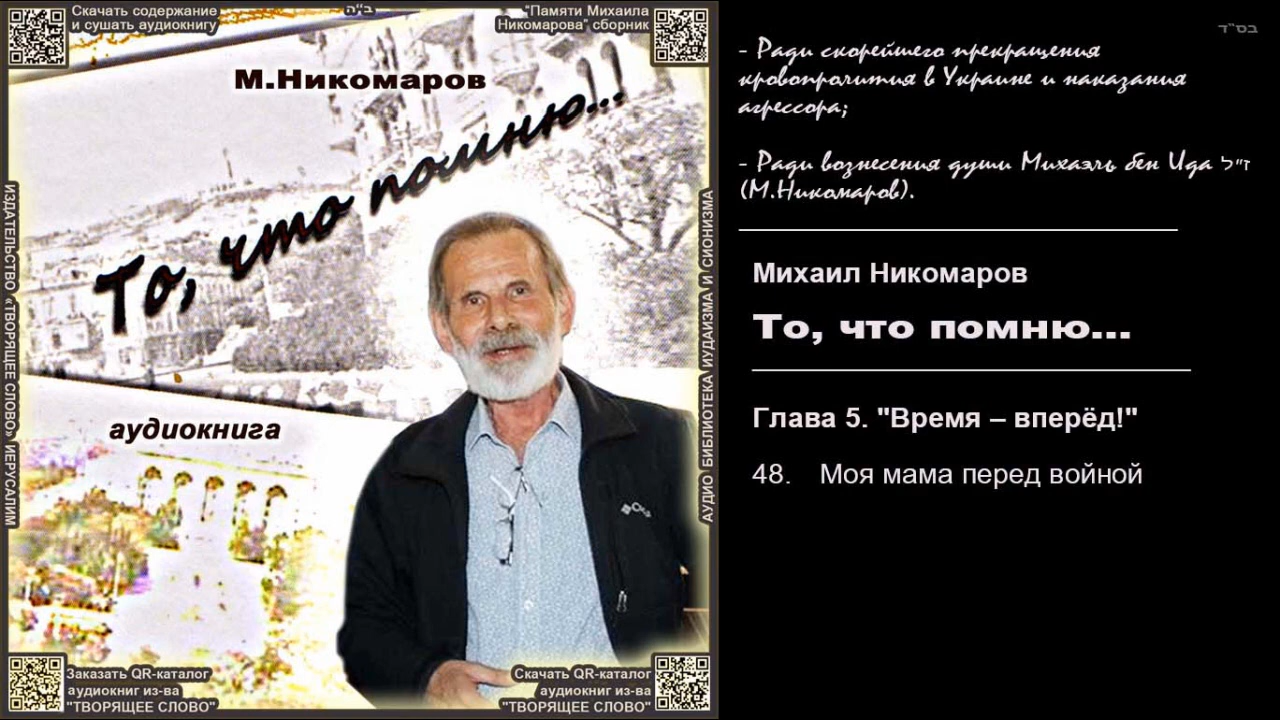 Скачать содержание
и сушать аудиокнигу
ב"ה
"Памяти Михаила
Никомарова" сборник
М.Никомаров
То, что помню...
аудиокнига
ИЗДАТЕЛЬСТВО «ТВОРЯЩЕЕ СЛОВО» ИЕРУСАЛИМ
АУДИО БИБЛИОТЕКА ИУДАИЗМА И СИОНИЗМА
Заказать QR-каталог
аудиокниг из-ва
"ТВОРЯЩЕЕ СЛОВО"
Скачать QR-каталог
аудиокниг из-ва
"ТВОРЯЩЕЕ СЛОВО"
בס"ד
- Ради скорейшего прекращения
кровопролития в Украине и наказания
агрессора;
- Ради вознесения души Михаэль бен Ида ז"ל
(М.Никомаров).
Михаил Никомаров
То, что помню...
Глава 5. "Время – вперёд!"
48. Моя мама перед войной